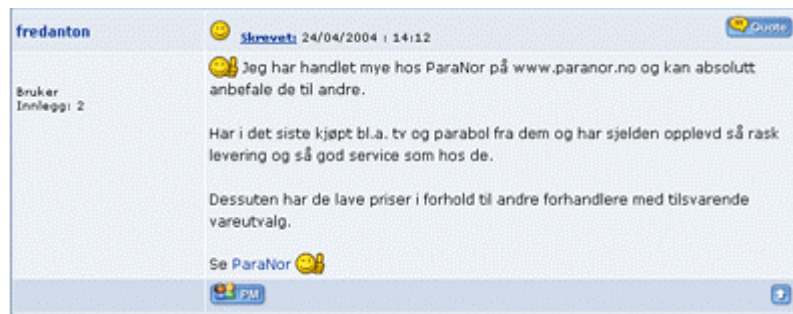 fredanton
Skrevet: 24/04/2004 : 14:12
Quote
Bruker
Innlegg: 2
Jeg har handlet mye hos ParaNor på www.paranor.no og kan absolutt
anbefale de til andre.
Har i det siste kjøpt bl.a. tv og parabol fra dem og har sjelden opplevd så rask
levering og så god service som hos de.
Dessuten har de lave priser i forhold til andre forhandlere med tilsvarende
vareutvalg.
Se ParaNor
PM